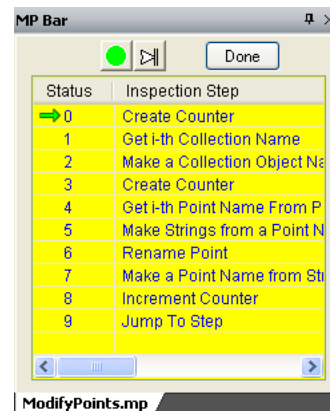 MP Bar
Done
Status Inspection Step
0 Create Counter
1 Get i-th Collection Name
2 Make a Collection Object Na
3 Create Counter
4 Get i-th Point Name From P
5 Make Strings from a Point N
6 Rename Point
7 Make a Point Name from Stri
8 Increment Counter
9 Jump To Step
ModifyPoints.mp